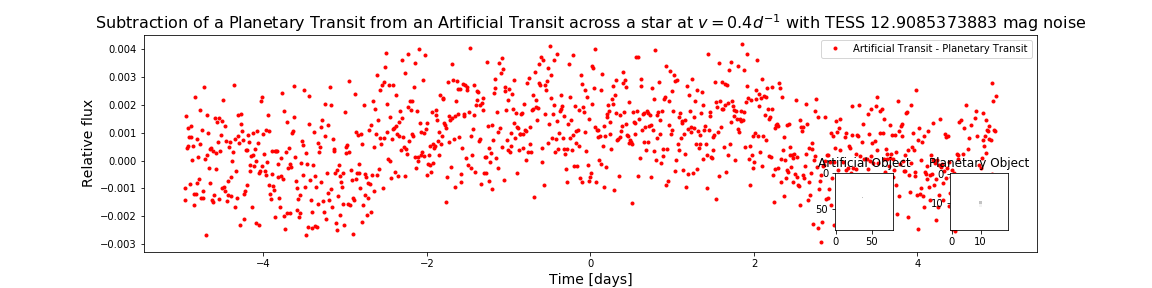 Subtraction of a Planetary Transit from an Artificial Transit across a star at v = 0.4d⁻¹ with TESS 12.9085373883 mag noise
Artificial Transit - Planetary Transit
Relative flux
0.004
0.003
0.002
0.001
0.000
−0.001
−0.002
−0.003
Artificial Object
0
50
0 50
Planetary Object
0
10
0 10
−4 −2 0 2 4
Time [days]